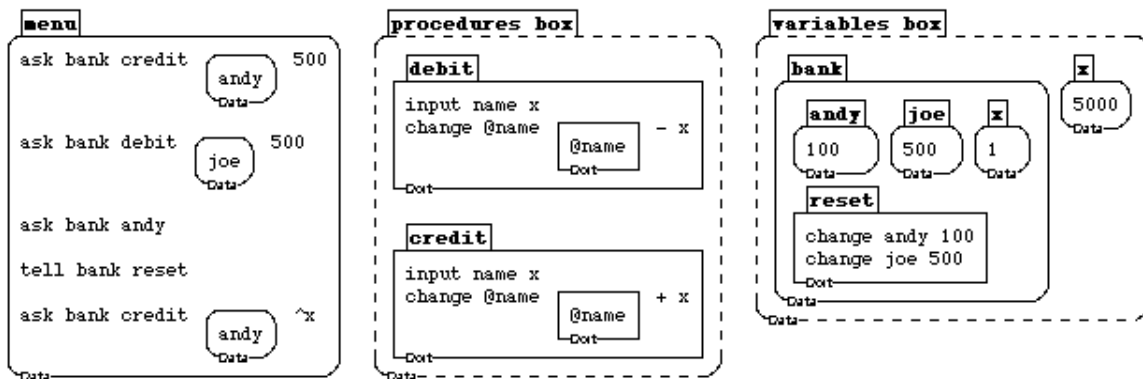 menu
ask bank credit andy 500
Data
ask bank debit joe 500
Data
ask bank andy
tell bank reset
ask bank credit andy ^x
Data
Data
procedures box
debit
input name x
change @name @name - x
Doit
Doit
credit
input name x
change @name @name + x
Doit
Doit
Data
variables box
bank
x
5000
Data
andy joe x
100 500 1
Data Data Data
reset
change andy 100
change joe 500
Doit
Data
Data